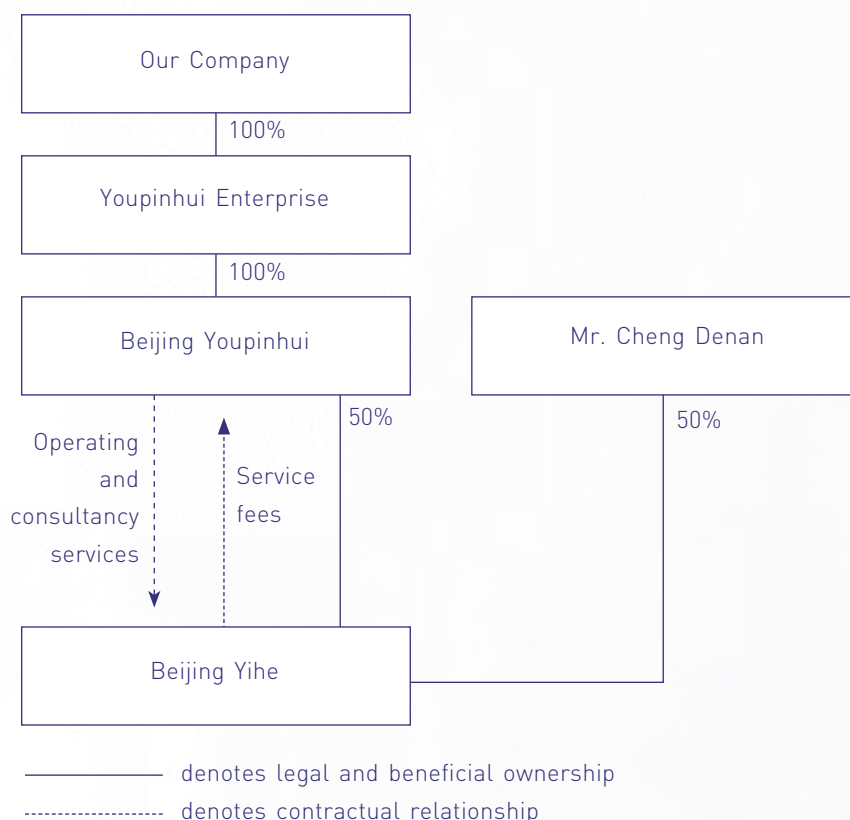 Our Company
100%
Youpinhui Enterprise
100%
Beijing Youpinhui
Mr. Cheng Denan
50%
50%
Operating
and
consultancy
services
Service
fees
Beijing Yihe
denotes legal and beneficial ownership
denotes contractual relationship